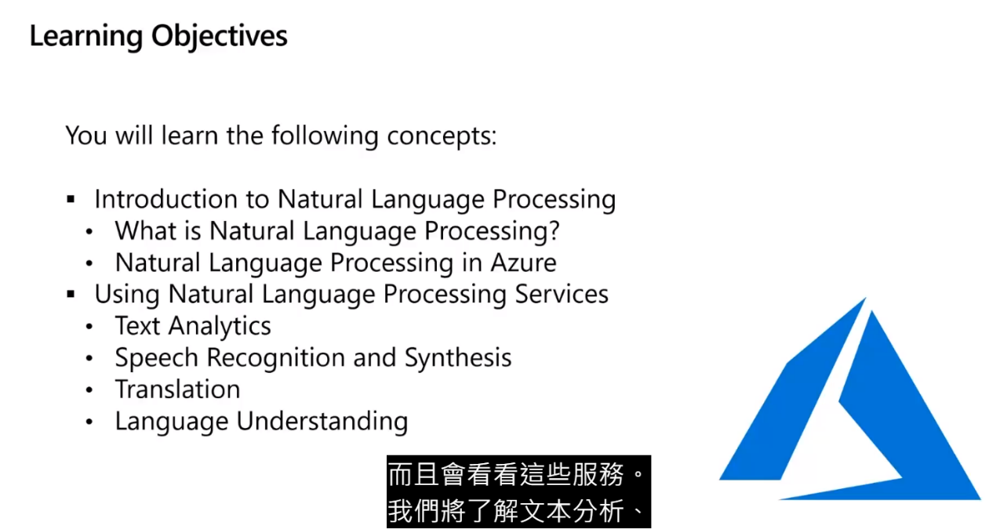 Learning Objectives
You will learn the following concepts:
▪ Introduction to Natural Language Processing
• What is Natural Language Processing?
• Natural Language Processing in Azure
▪ Using Natural Language Processing Services
• Text Analytics
• Speech Recognition and Synthesis
• Translation
• Language Understanding
而且會看看這些服務。
我們將了解文本分析、